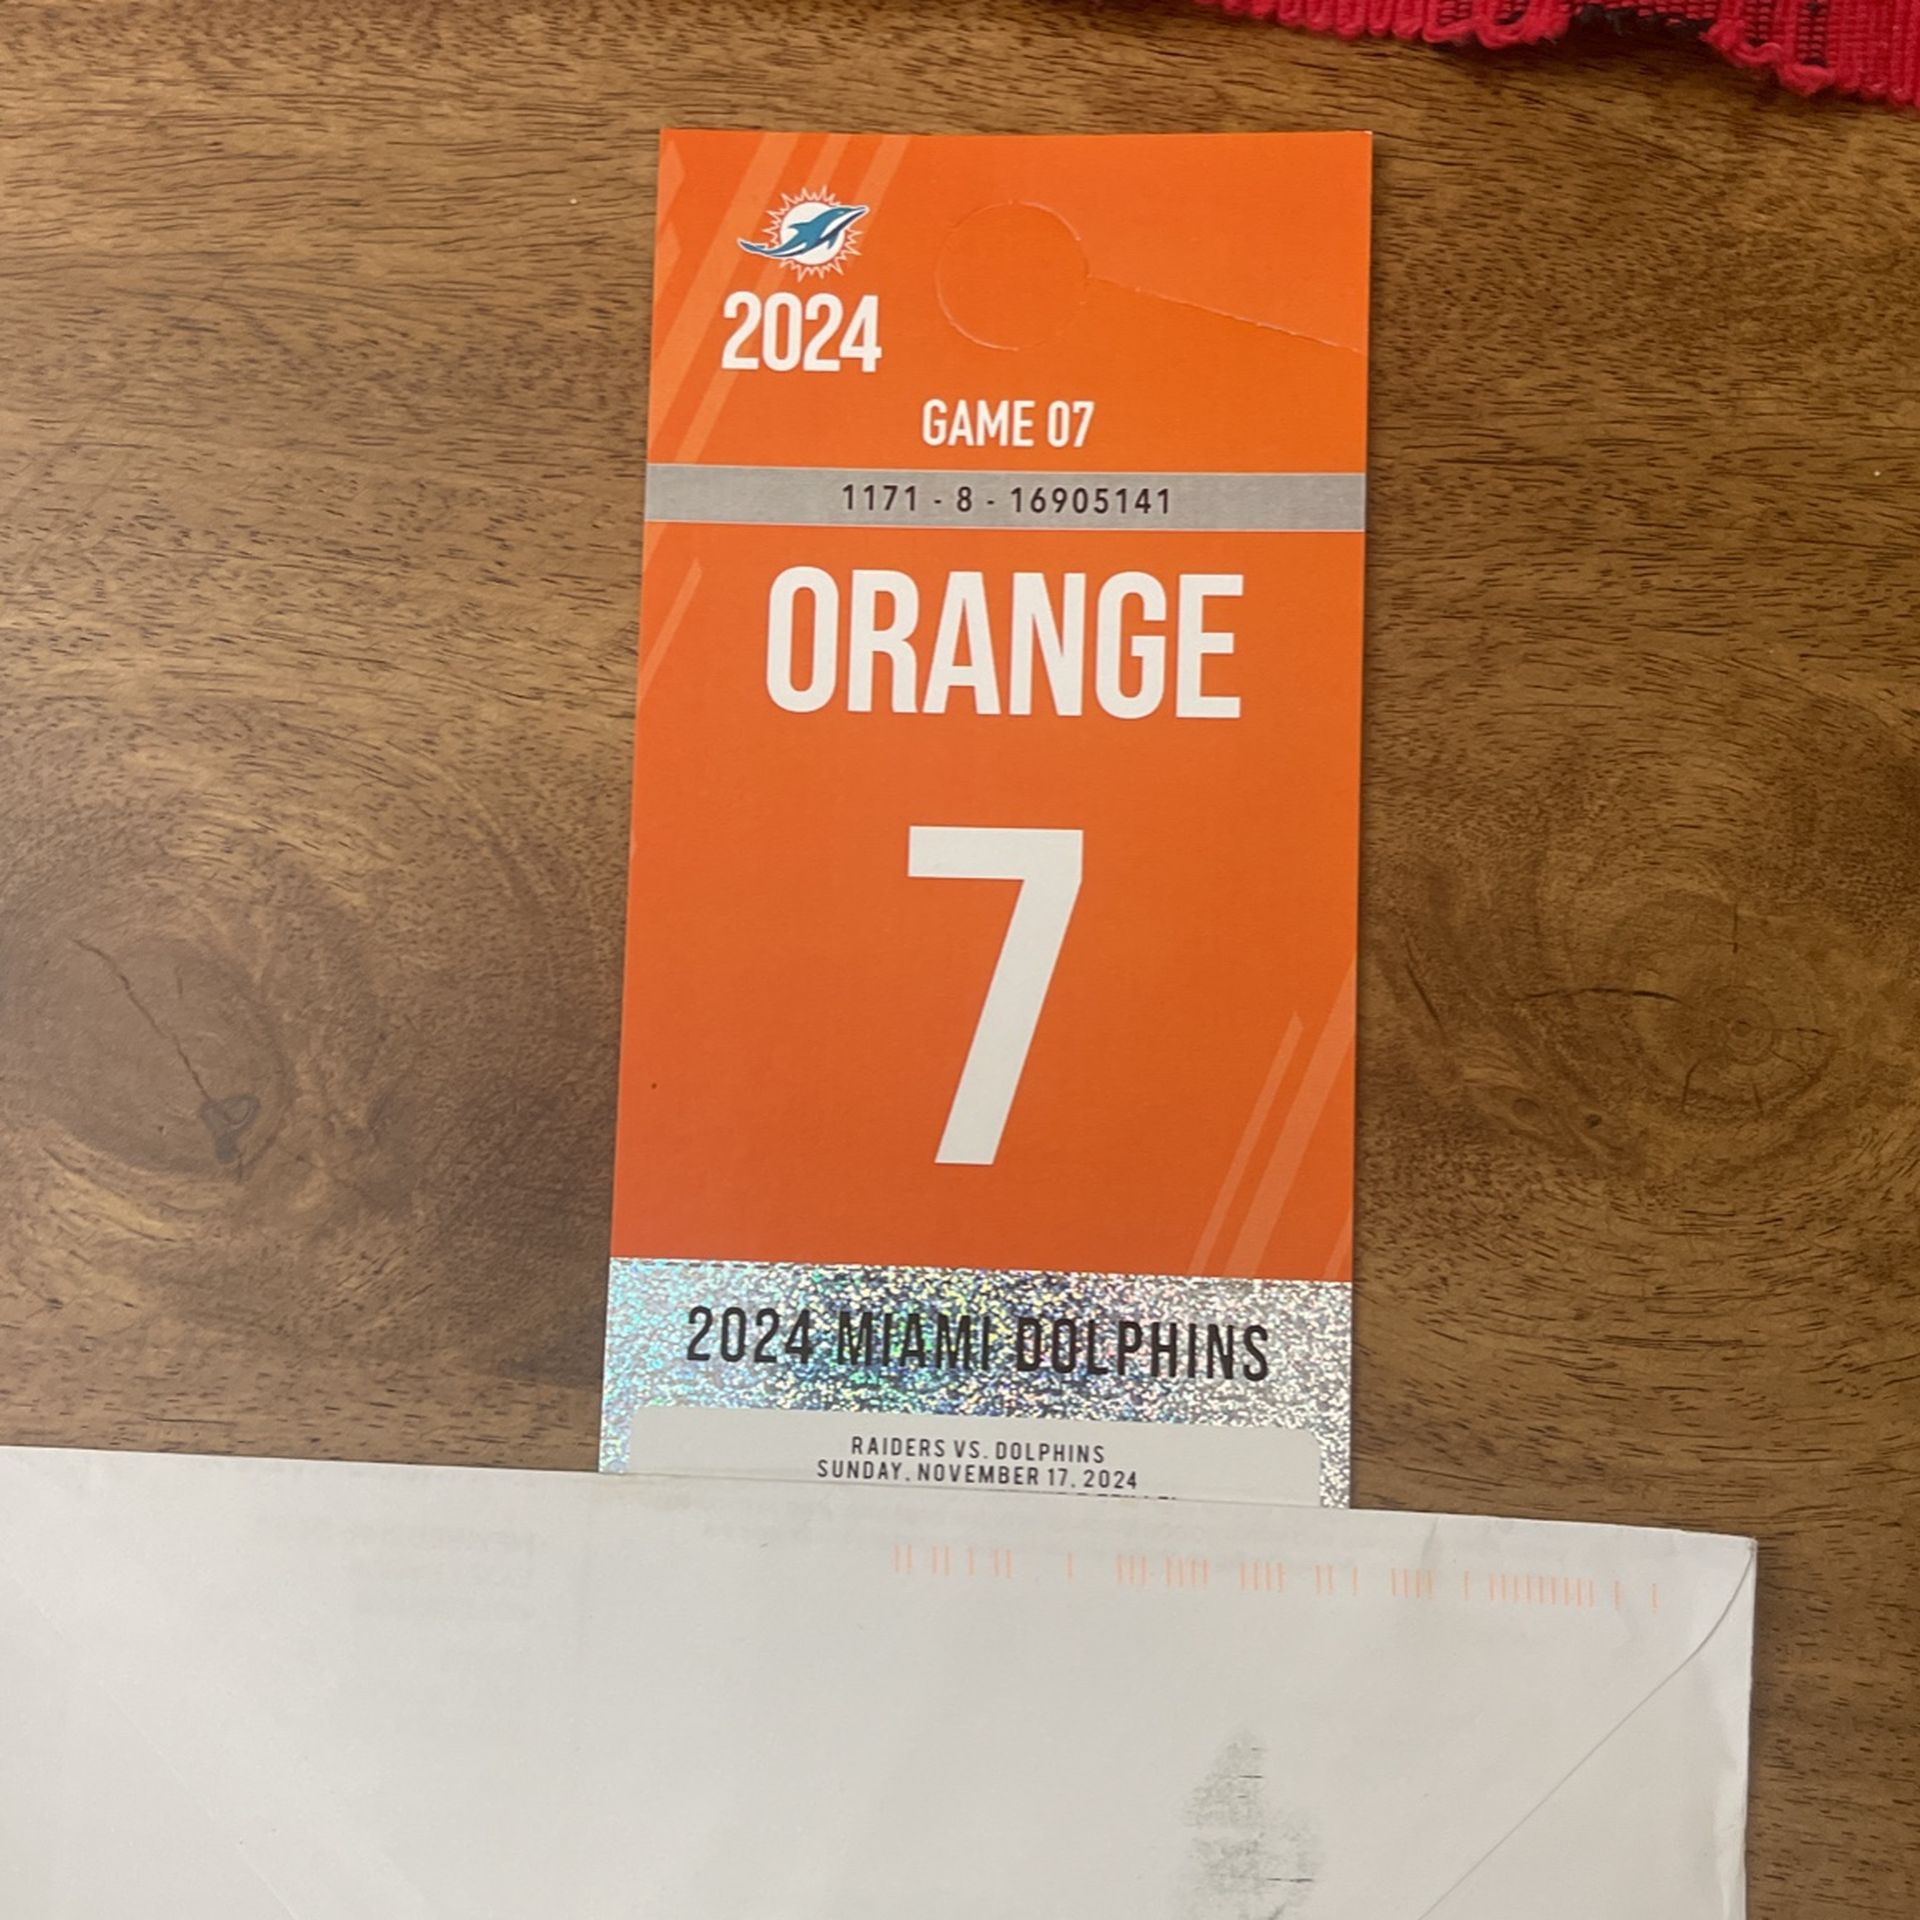 2024
GAME 07
1171 - 8 - 16905141
ORANGE
7
2024 MIAMI DOLPHINS
RAIDERS VS. DOLPHINS
SUNDAY, NOVEMBER 17, 2024